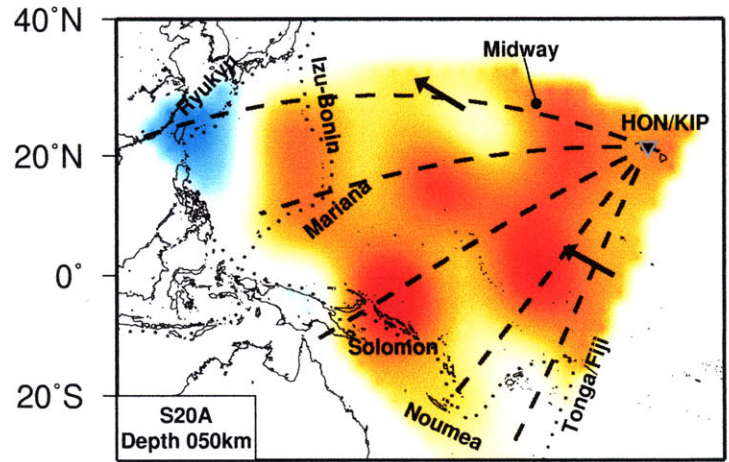 40˚N
Midway
Ryukyu
Izu-Bonin
HON/KIP
20˚N
Mariana
0˚
Solomon
Tonga/Fiji
20˚S
Noumea
S20A
Depth 050km